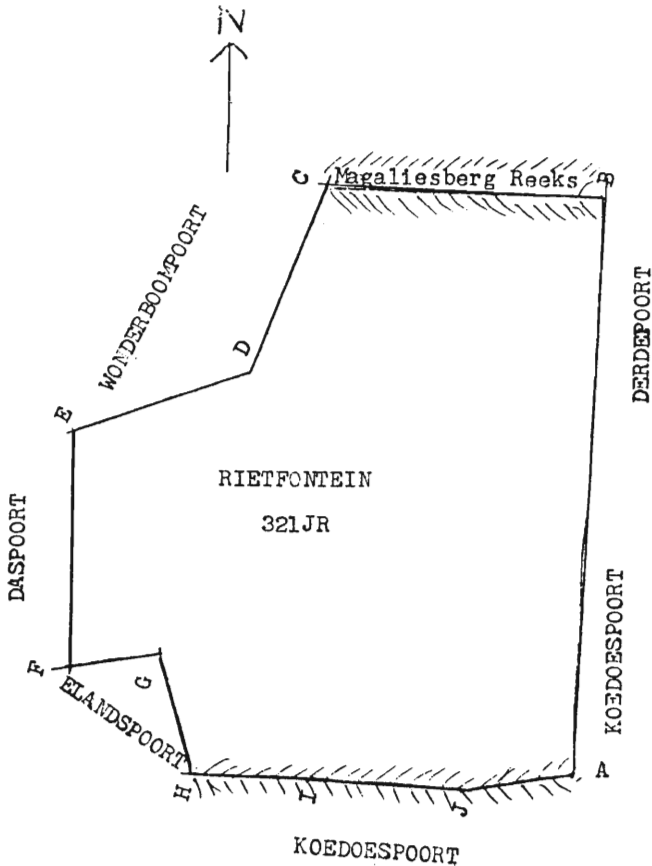 N
C
Magaliesberg Reeks
B
WONDERBOOMPOORT
D
DERDEPOORT
E
RIETFONTEIN
321JR
DASPOORT
KOEDOESPOORT
F
G
ELANDSPOORT
A
H
I
J
KOEDOESPOORT